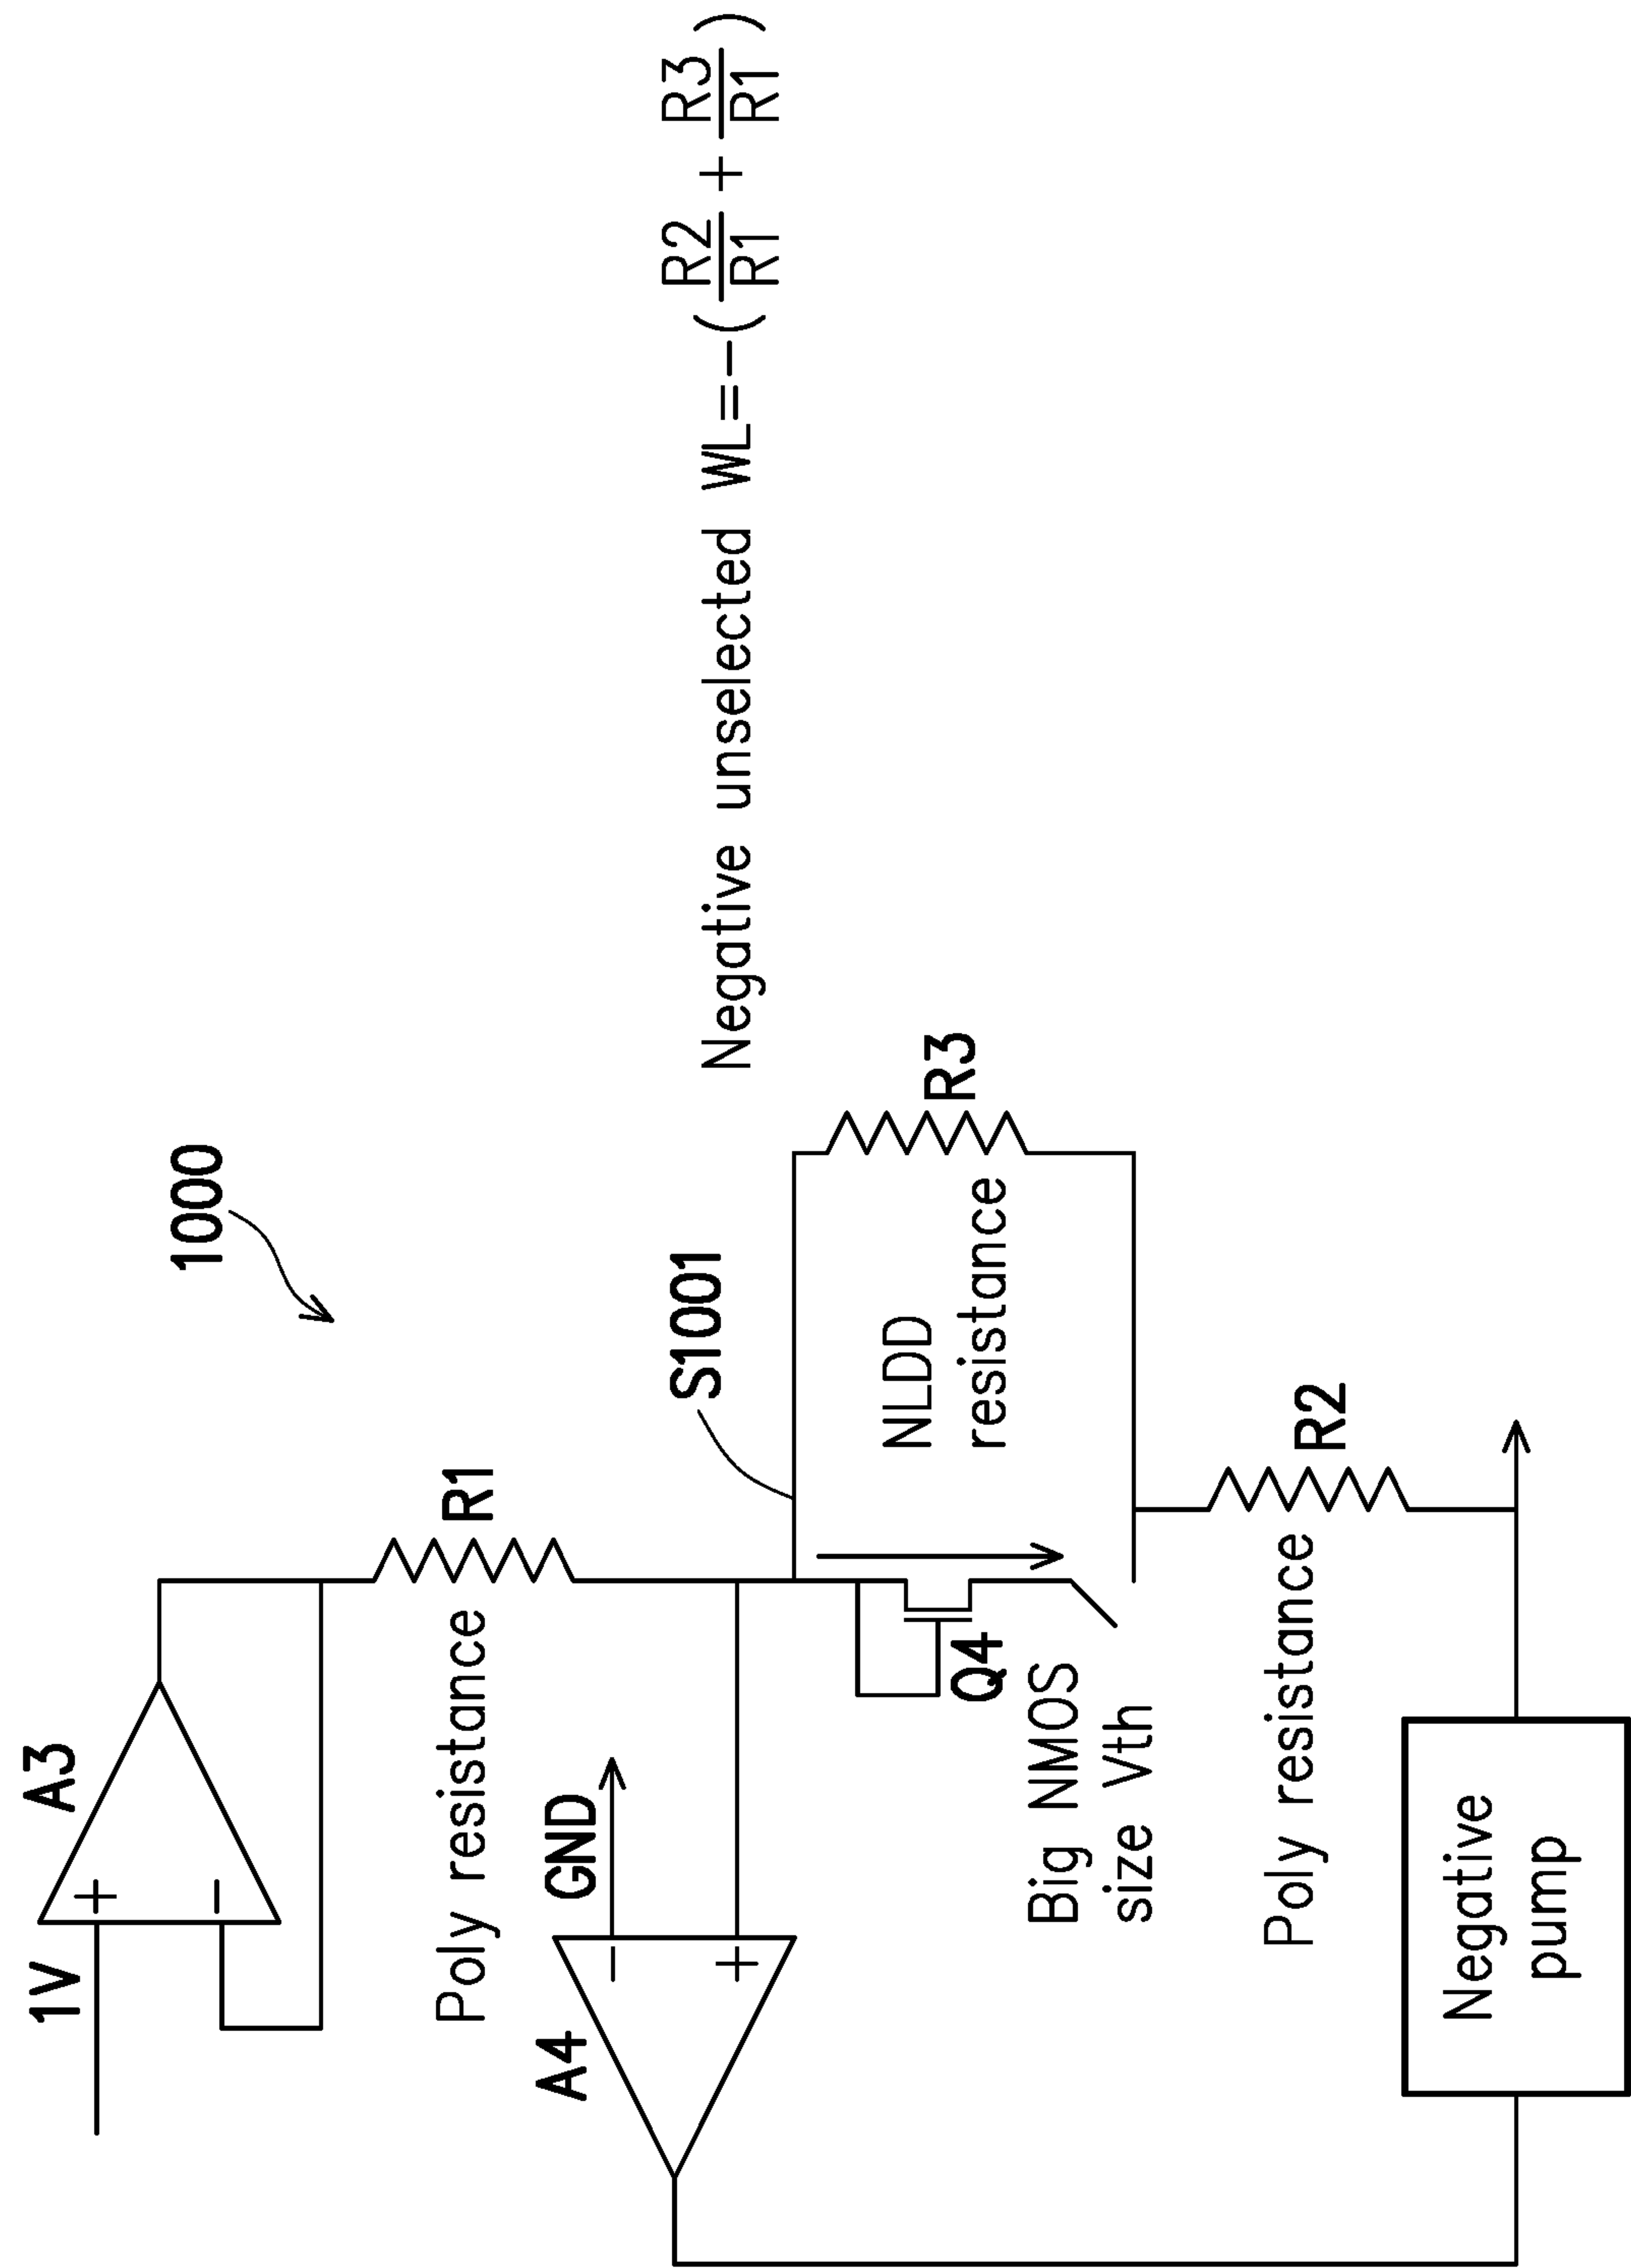 1V
A3
1000
Poly resistance
R1
A4
GND
S1001
Negative unselected WL=-(R2/R1 + R3/R1)
NLDD
resistance
R3
Q4
Big NMOS
size Vth
Poly resistance
R2
Negative
pump